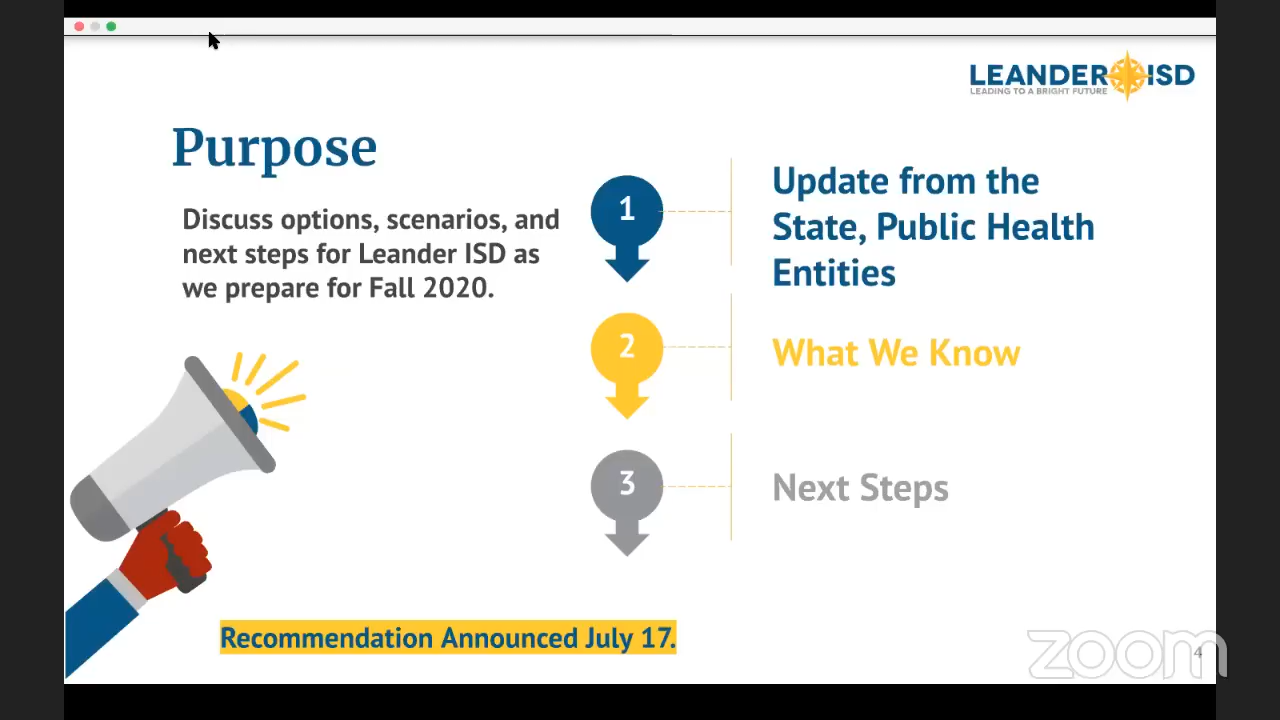 LEANDER ISD
LEADING TO A BRIGHT FUTURE
Purpose
Discuss options, scenarios, and
next steps for Leander ISD as
we prepare for Fall 2020.
1
Update from the
State, Public Health
Entities
2
What We Know
3
Next Steps
Recommendation Announced July 17.
zoom
4